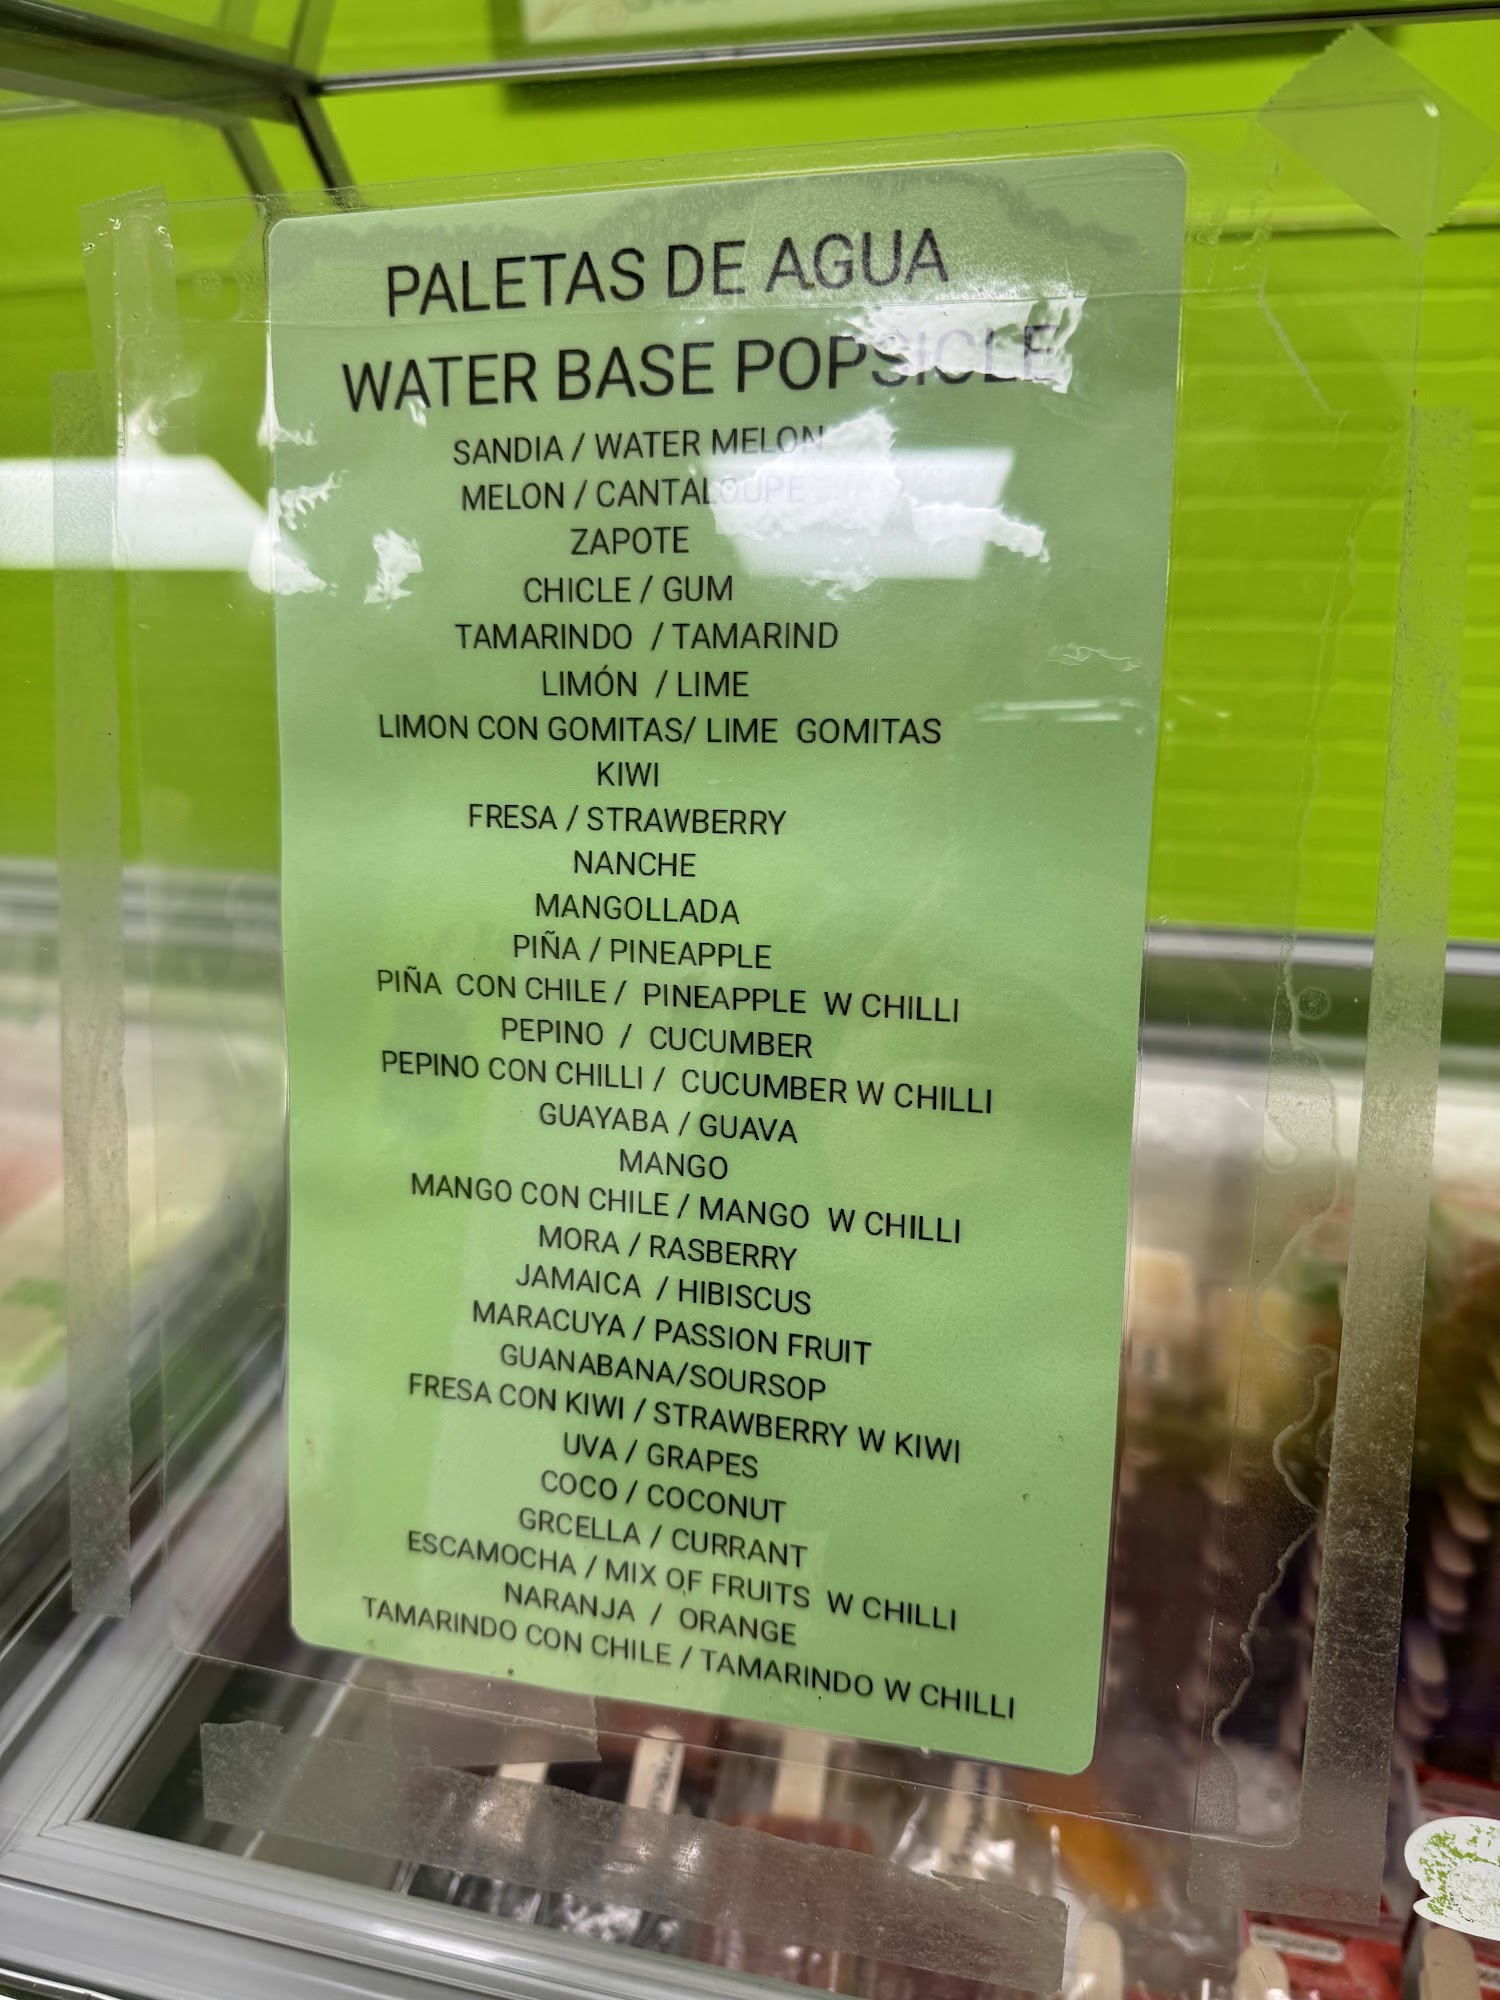 PALETAS DE AGUA
WATER BASE POPSICLE
SANDIA / WATER MELON
MELON / CANTALOUPE
ZAPOTE
CHICLE / GUM
TAMARINDO / TAMARIND
LIMÓN / LIME
LIMON CON GOMITAS/ LIME GOMITAS
KIWI
FRESA / STRAWBERRY
NANCHE
MANGOLLADA
PIÑA / PINEAPPLE
PIÑA CON CHILE / PINEAPPLE W CHILLI
PEPINO / CUCUMBER
PEPINO CON CHILLI / CUCUMBER W CHILLI
GUAYABA / GUAVA
MANGO
MANGO CON CHILE / MANGO W CHILLI
MORA / RASBERRY
JAMAICA / HIBISCUS
MARACUYA / PASSION FRUIT
GUANABANA/SOURSOP
FRESA CON KIWI / STRAWBERRY W KIWI
UVA / GRAPES
COCO / COCONUT
GRCELLA / CURRANT
ESCAMOCHA / MIX OF FRUITS W CHILLI
NARANJA / ORANGE
TAMARINDO CON CHILE / TAMARINDO W CHILLI